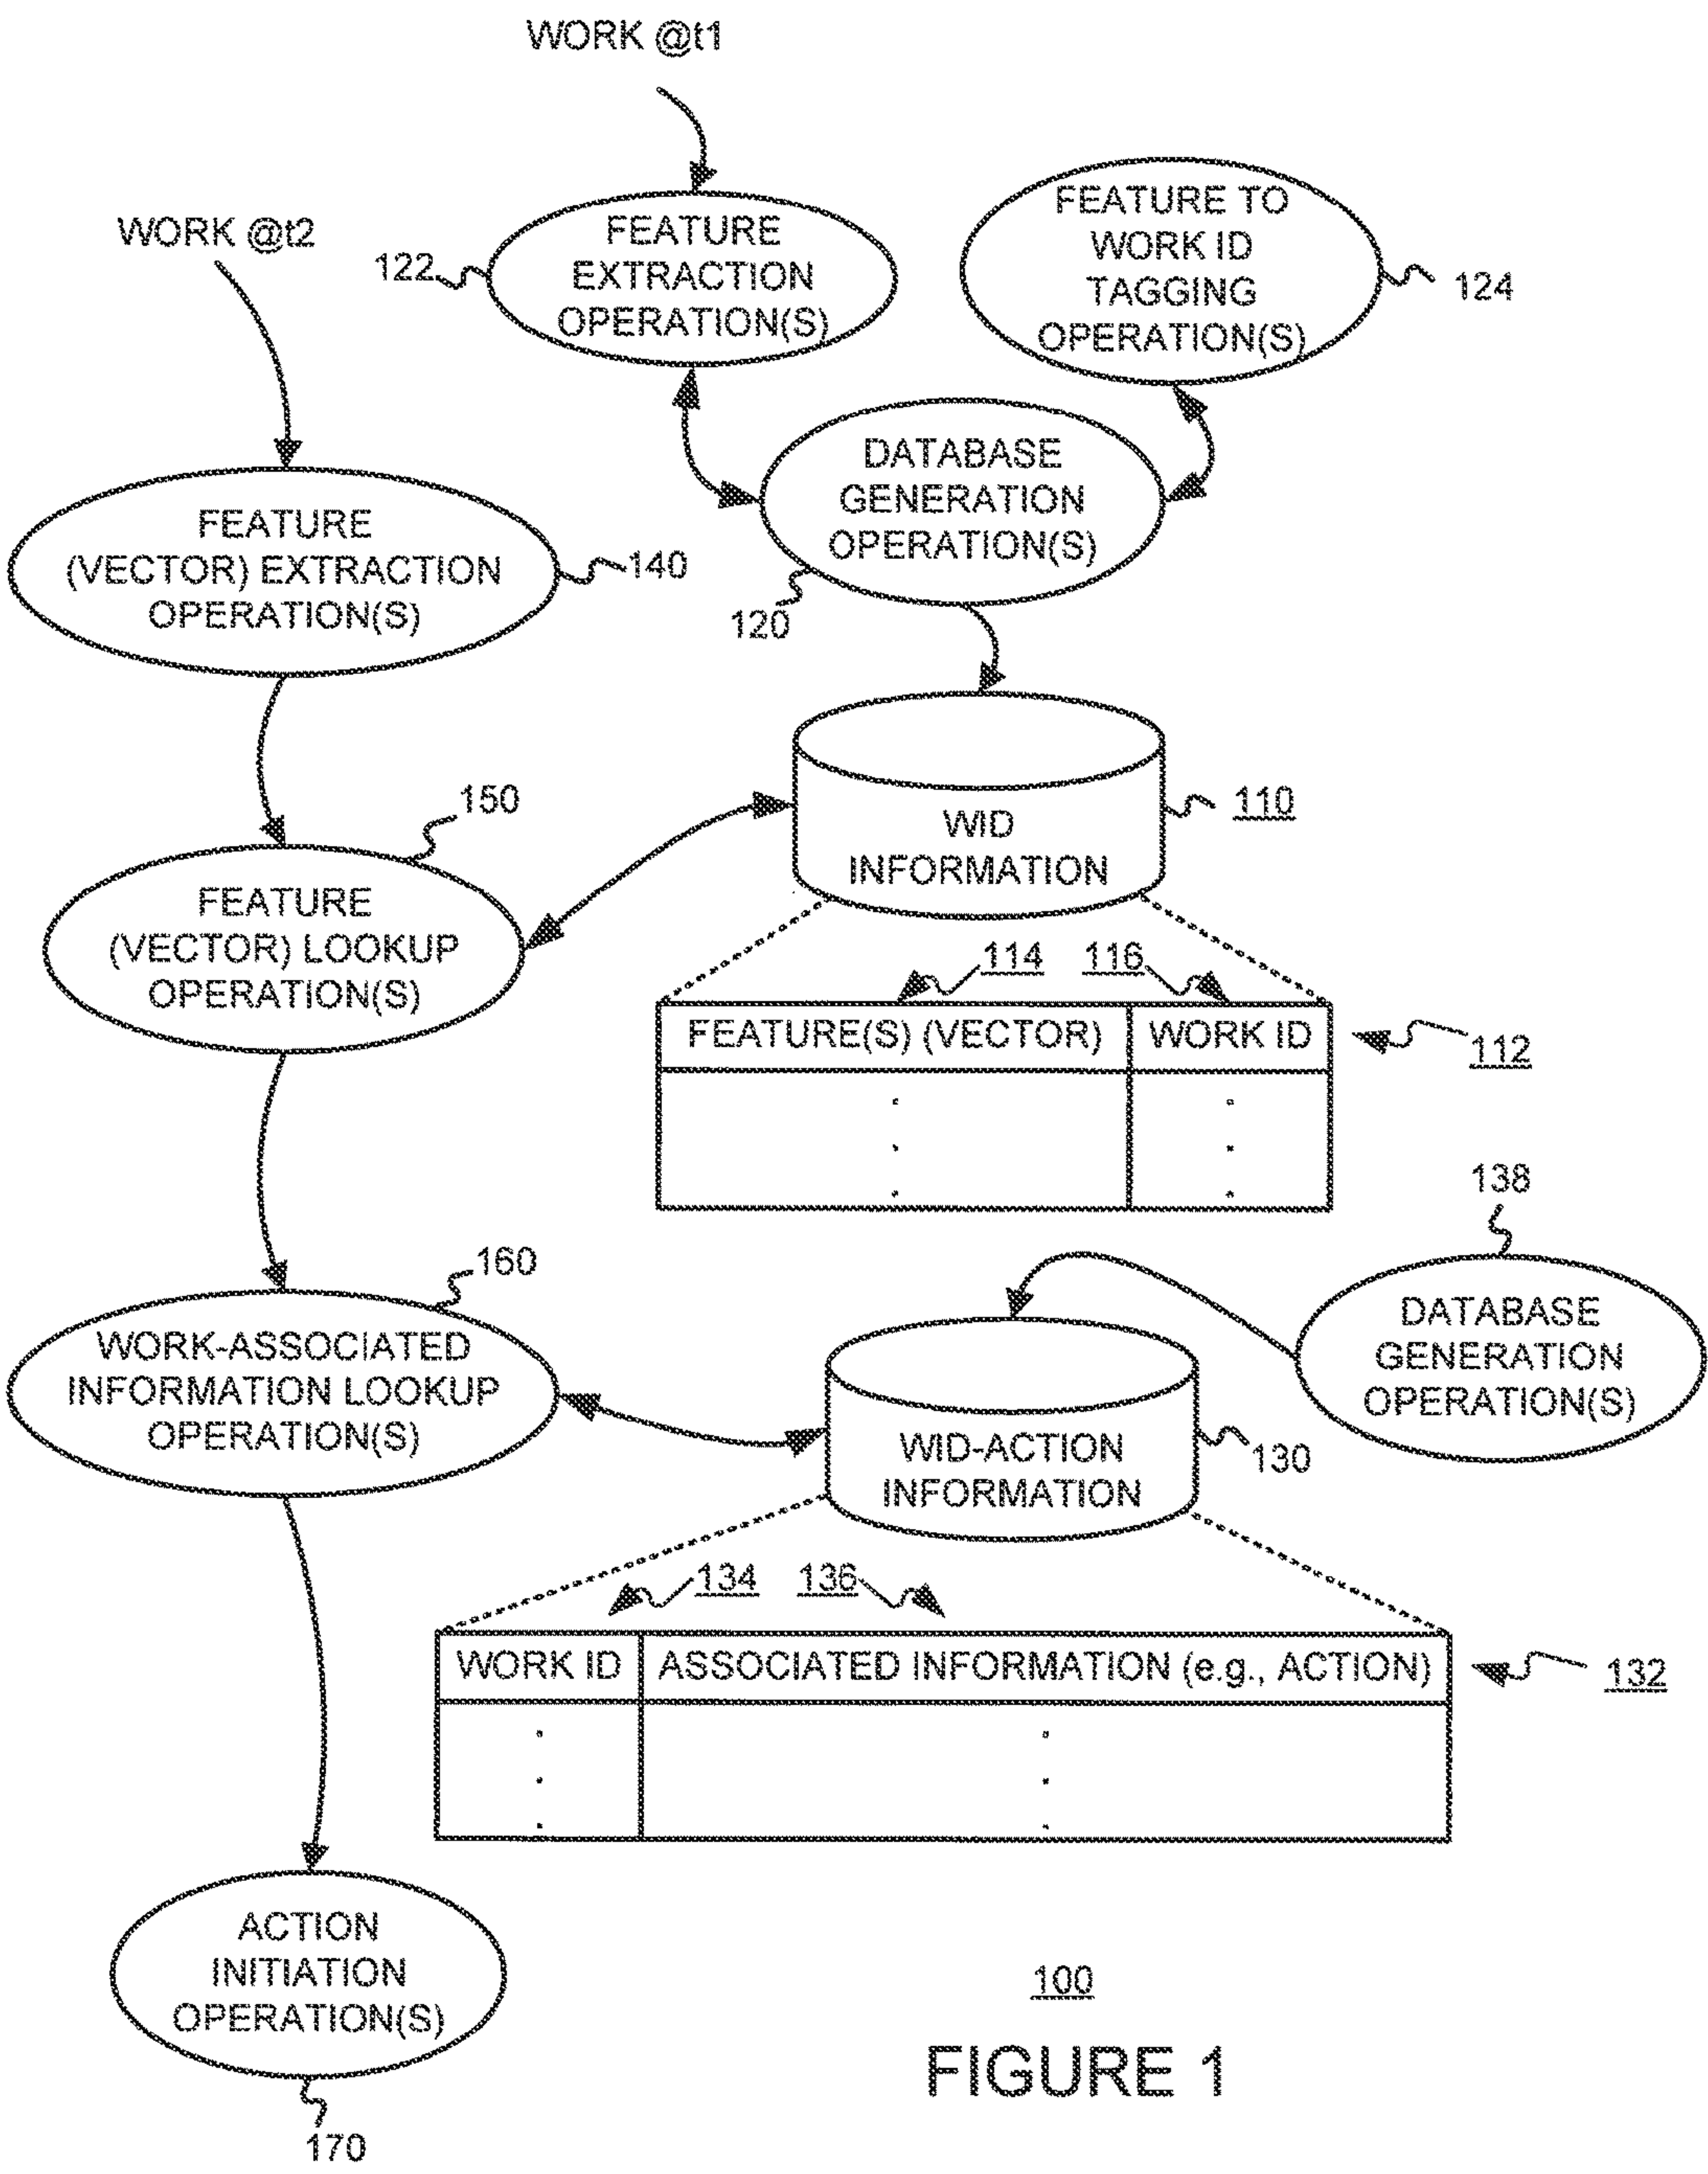 WORK @t1
WORK @t2
FEATURE
EXTRACTION
OPERATION(S)
122
FEATURE TO
WORK ID
TAGGING
OPERATION(S)
124
DATABASE
GENERATION
OPERATION(S)
120
FEATURE
(VECTOR) EXTRACTION
OPERATION(S)
140
150
WID
INFORMATION
110
FEATURE
(VECTOR) LOOKUP
OPERATION(S)
114
116
FEATURE(S) (VECTOR)
WORK ID
112
138
DATABASE
GENERATION
OPERATION(S)
160
WORK-ASSOCIATED
INFORMATION LOOKUP
OPERATION(S)
WID-ACTION
INFORMATION
130
134
136
WORK ID
ASSOCIATED INFORMATION (e.g., ACTION)
132
ACTION
INITIATION
OPERATION(S)
170
100
FIGURE 1